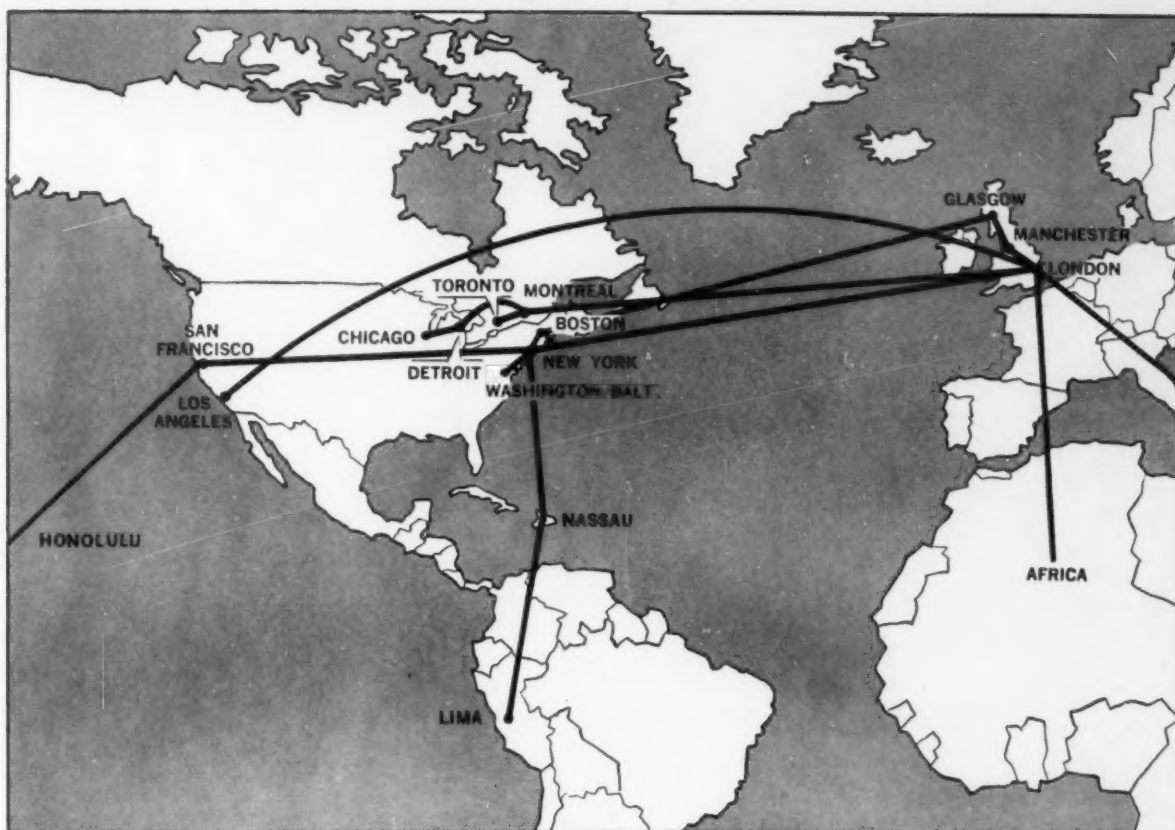 GLASGOW
MANCHESTER
LONDON
TORONTO
MONTREAL
BOSTON
CHICAGO
SAN
FRANCISCO
DETROIT
NEW YORK
WASHINGTON BALT.
LOS
ANGELES
NASSAU
HONOLULU
AFRICA
LIMA